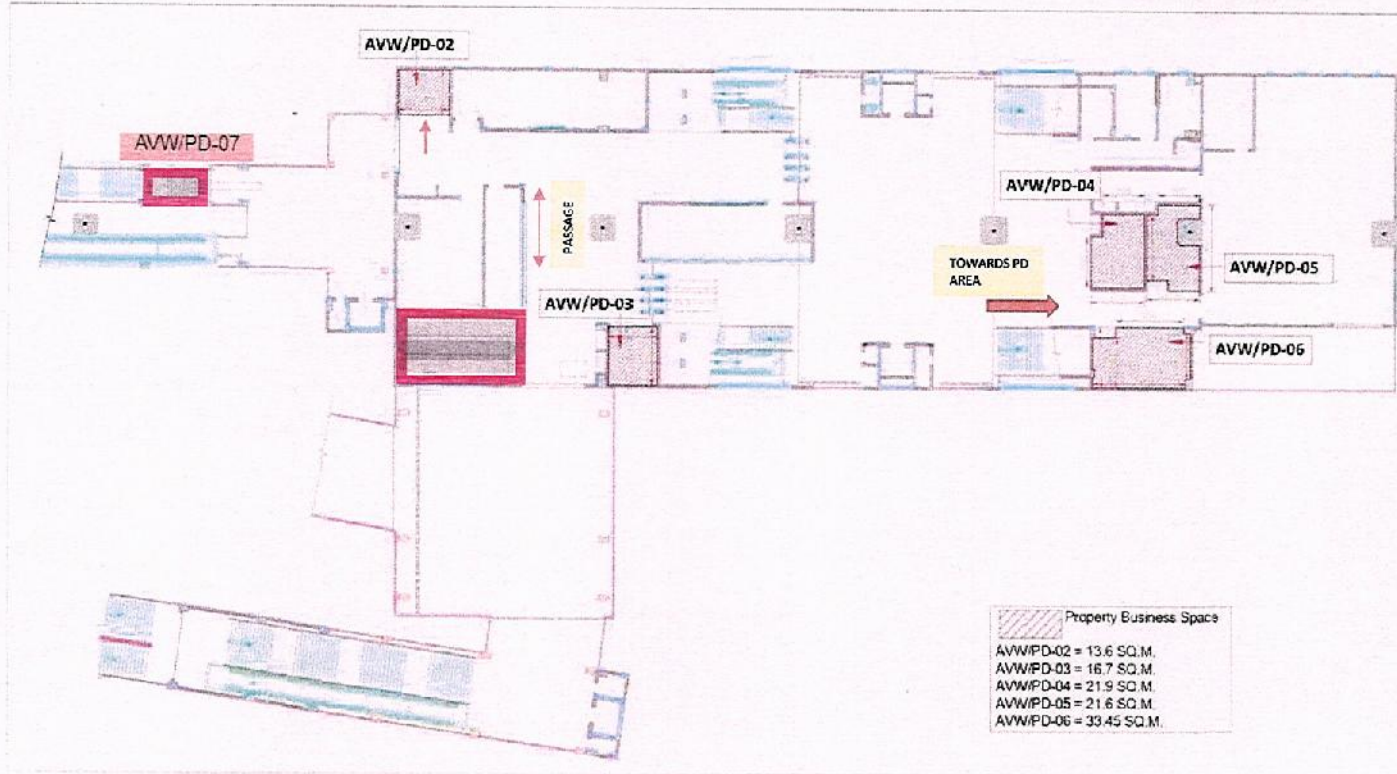 AVW/PD-02
AVW/PD-07
AVW/PD-04
PASSAGE
TOWARDS PD
AREA
AVW/PD-05
AVW/PD-03
AVW/PD-06
Property Business Space
AVW/PD-02 = 13.6 SQ.M.
AVW/PD-03 = 16.7 SQ.M.
AVW/PD-04 = 21.9 SQ.M.
AVW/PD-05 = 21.6 SQ.M.
AVW/PD-06 = 33.45 SQ.M.